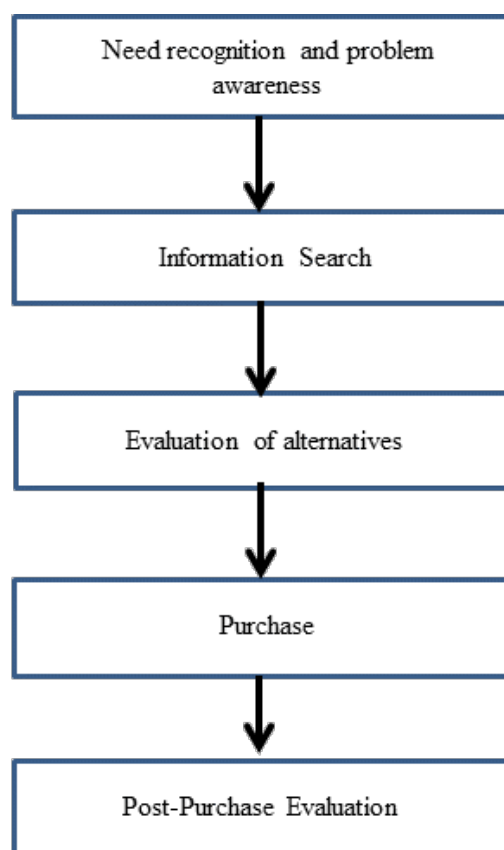 Need recognition and problem
awareness
Information Search
Evaluation of alternatives
Purchase
Post-Purchase Evaluation